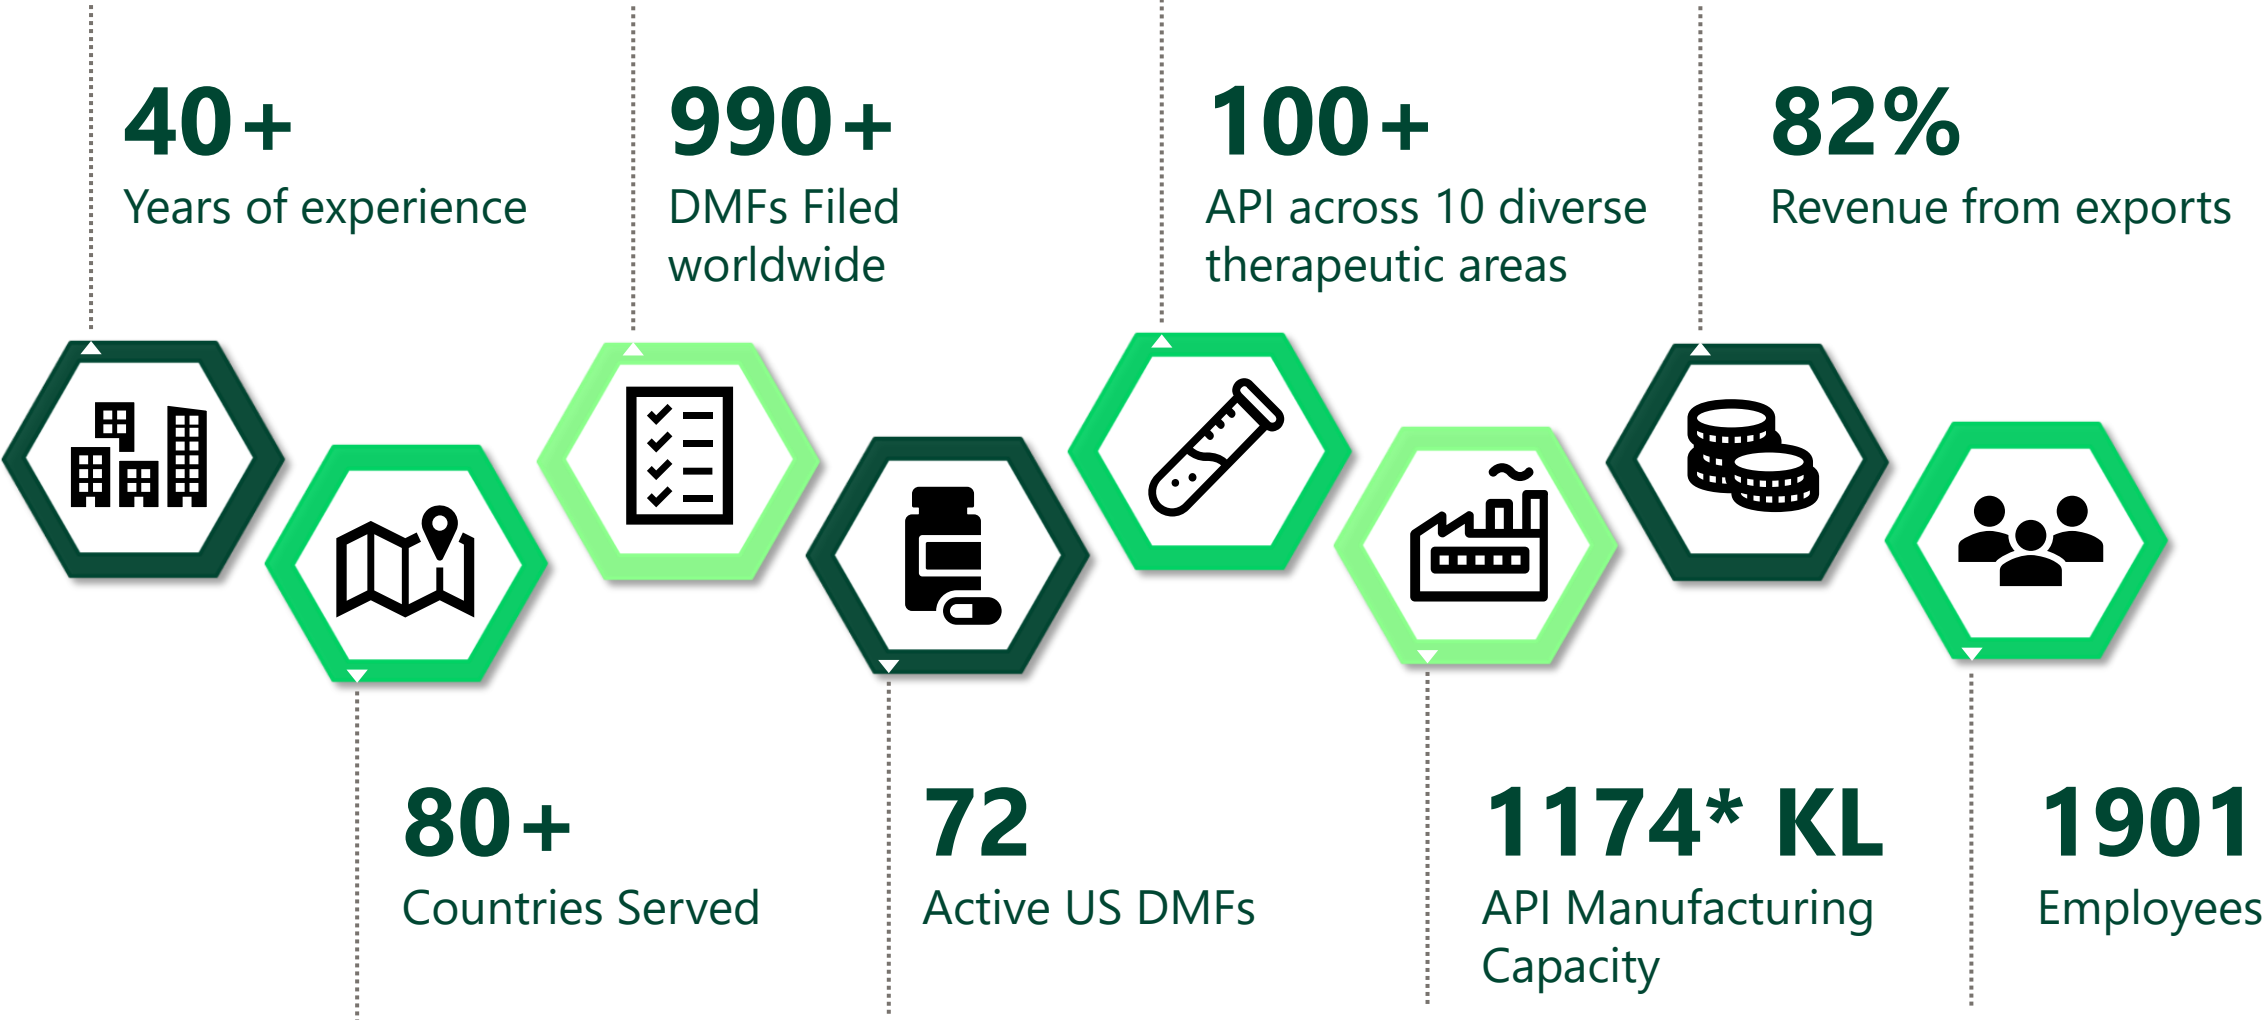 40+
Years of experience
990+
DMFs Filed
worldwide
100+
API across 10 diverse
therapeutic areas
82%
Revenue from exports
80+
Countries Served
72
Active US DMFs
1174* KL
API Manufacturing
Capacity
1901
Employees